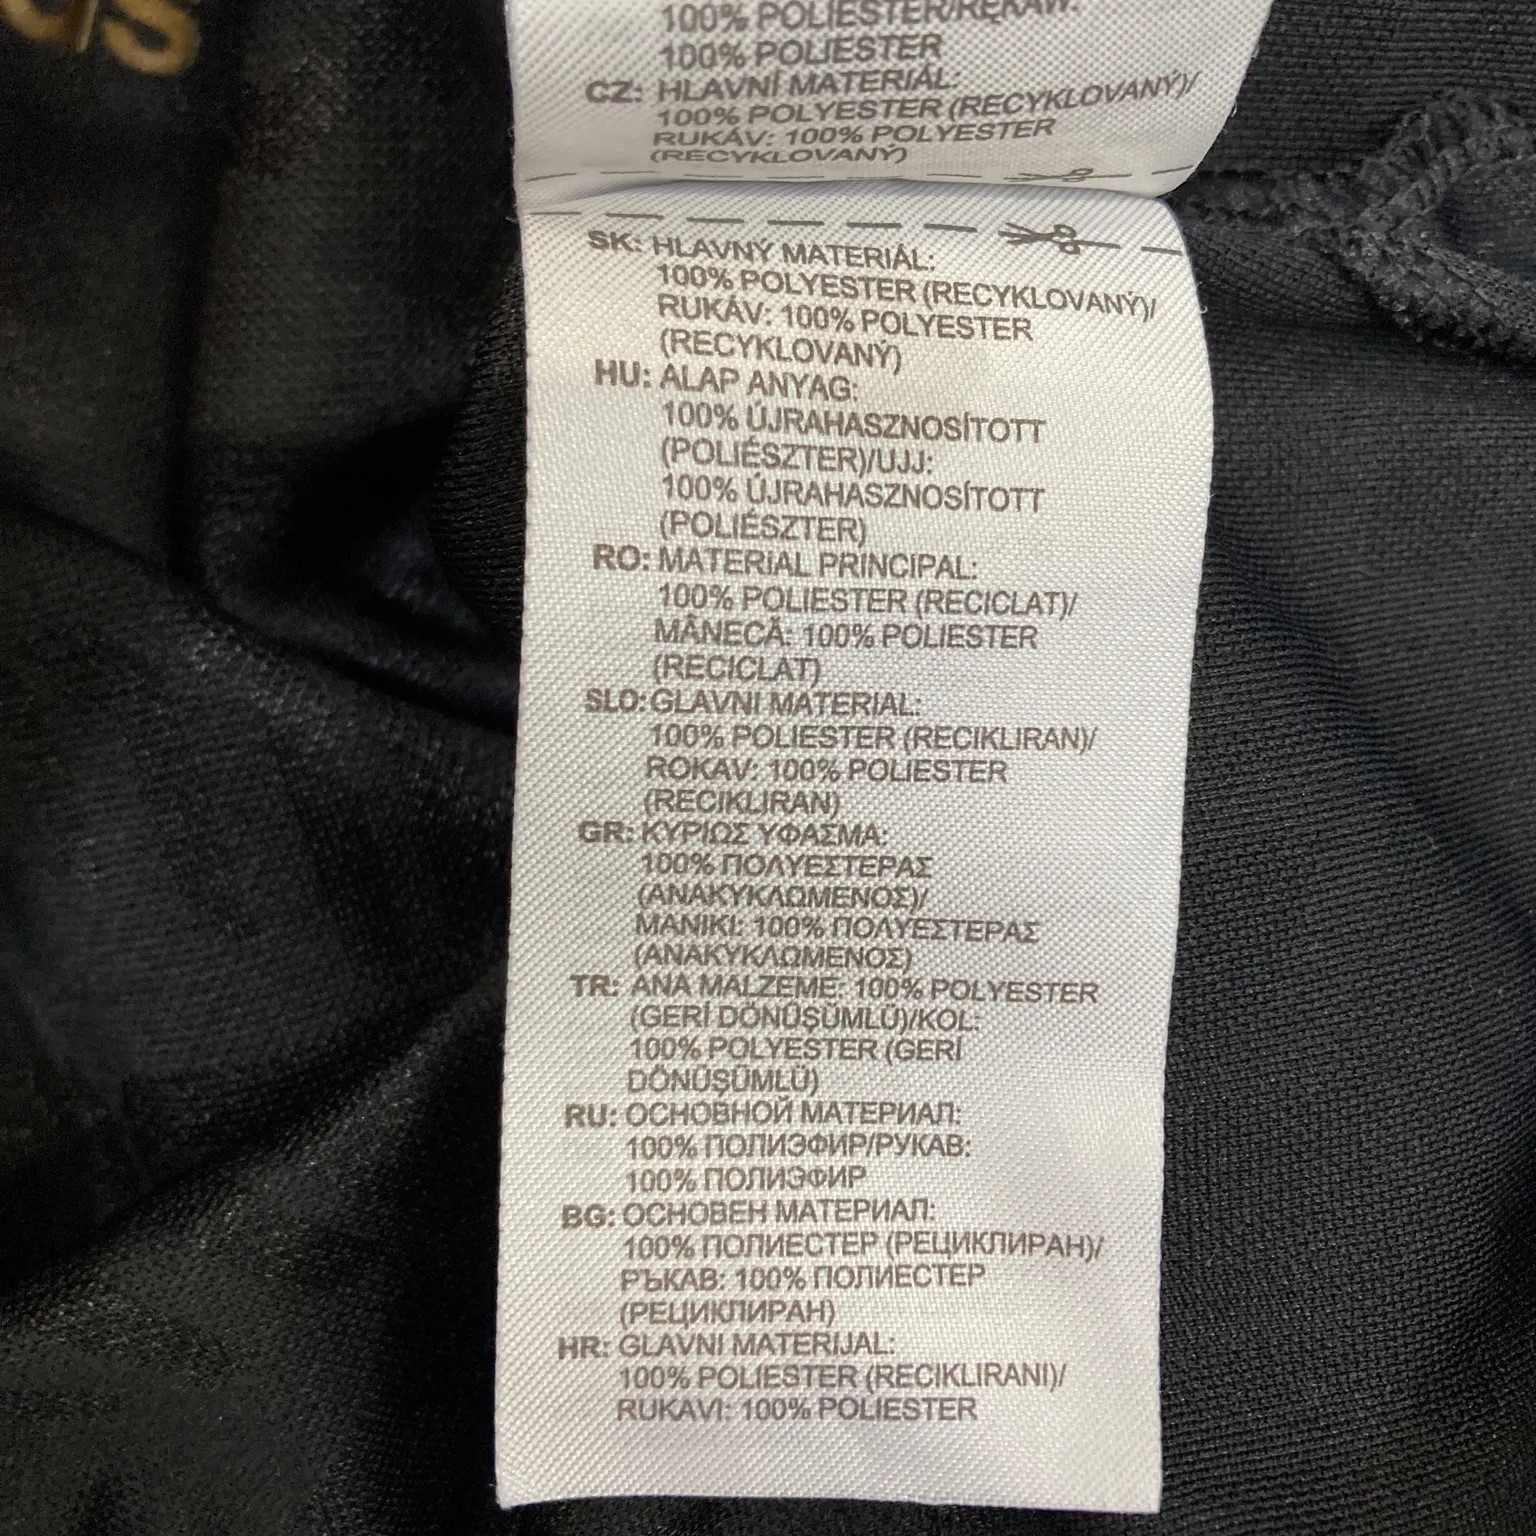 100% POLIESTER/RĘKAW:
100% POLIESTER
CZ: HLAVNÍ MATERIÁL:
100% POLYESTER (RECYKLOVANÝ)/
RUKÁV: 100% POLYESTER
(RECYKLOVANÝ)
SK: HLAVNÝ MATERIÁL:
100% POLYESTER (RECYKLOVANÝ)/
RUKÁV: 100% POLYESTER
(RECYKLOVANÝ)
HU: ALAP ANYAG:
100% ÚJRAHASZNOSÍTOTT
(POLIÉSZTER)/UJJ:
100% ÚJRAHASZNOSÍTOTT
(POLIÉSZTER)
RO: MATERIAL PRINCIPAL:
100% POLIESTER (RECICLAT)/
MÂNECĂ: 100% POLIESTER
(RECICLAT)
SLO: GLAVNI MATERIAL:
100% POLIESTER (RECIKLIRAN)/
ROKAV: 100% POLIESTER
(RECIKLIRAN)
GR: ΚΥΡΙΩΣ ΥΦΑΣΜΑ:
100% ΠΟΛΥΕΣΤΕΡΑΣ
(ΑΝΑΚΥΚΛΩΜΕΝΟΣ)/
ΜΑΝΙΚΙ: 100% ΠΟΛΥΕΣΤΕΡΑΣ
(ΑΝΑΚΥΚΛΩΜΕΝΟΣ)
TR: ANA MALZEME: 100% POLYESTER
(GERİ DÖNÜŞÜMLÜ)/KOL:
100% POLYESTER (GERİ
DÖNÜŞÜMLÜ)
RU: ОСНОВНОЙ МАТЕРИАЛ:
100% ПОЛИЭФИР/РУКАВ:
100% ПОЛИЭФИР
BG: ОСНОВЕН МАТЕРИАЛ:
100% ПОЛИЕСТЕР (РЕЦИКЛИРАН)/
РЪКАВ: 100% ПОЛИЕСТЕР
(РЕЦИКЛИРАН)
HR: GLAVNI MATERIJAL:
100% POLIESTER (RECIKLIRANI)/
RUKAVI: 100% POLIESTER